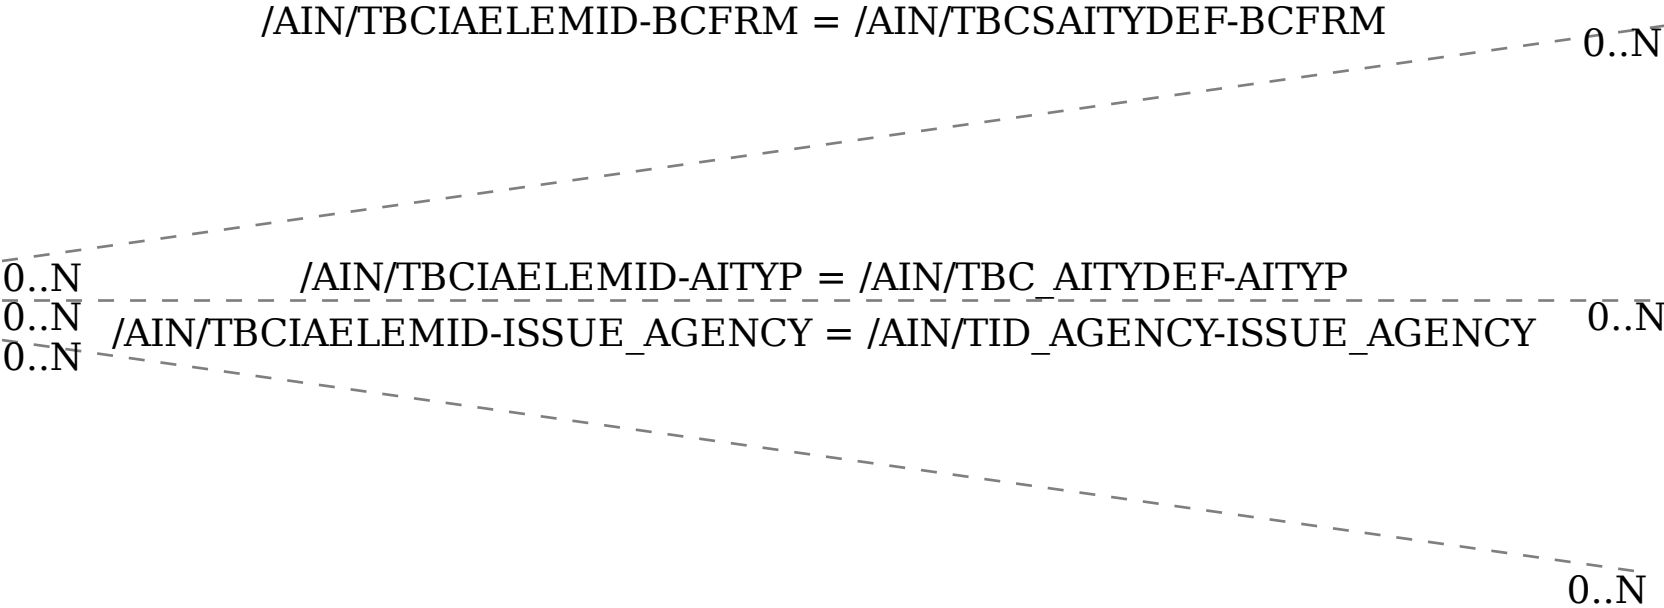 /AIN/TBCIAELEMID-BCFRM = /AIN/TBCSAITYDEF-BCFRM
0..N
/AIN/TBCIAELEMID-AITYP = /AIN/TBC_AITYDEF-AITYP
0..N
0..N
0..N
/AIN/TBCIAELEMID-ISSUE_AGENCY = /AIN/TID_AGENCY-ISSUE_AGENCY
0..N
0..N